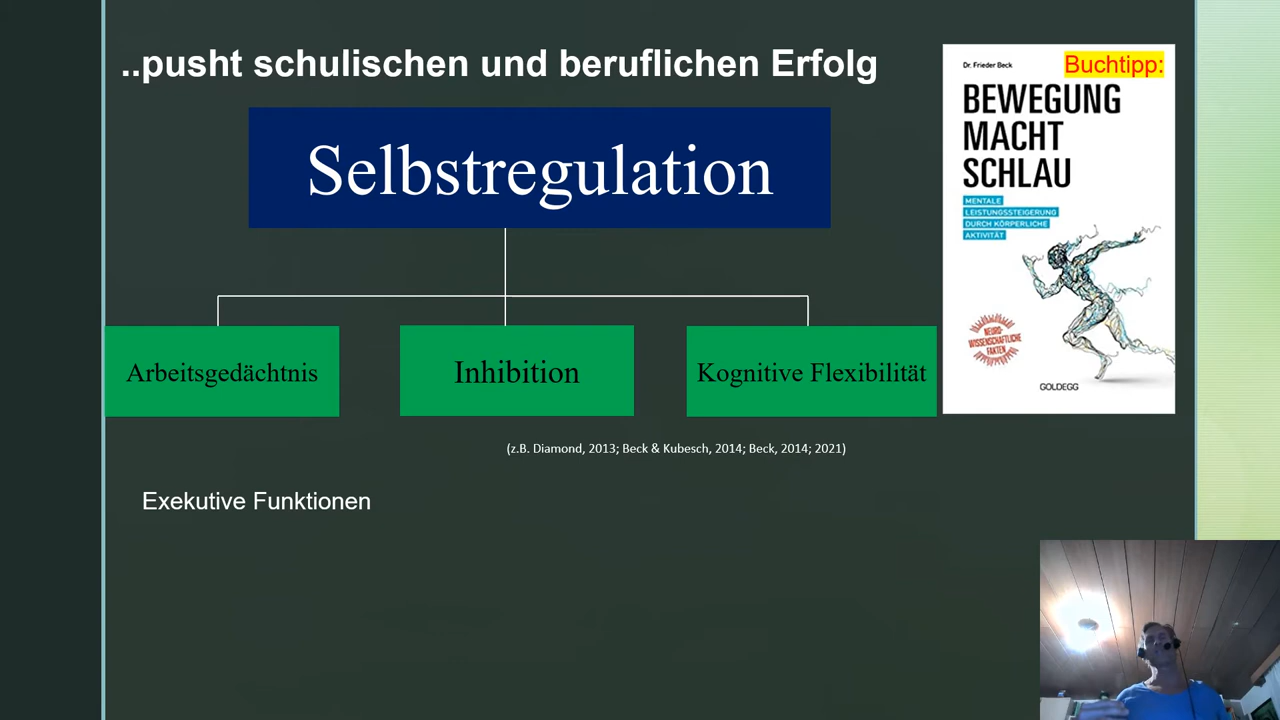 ..pusht schulischen und beruflichen Erfolg
Selbstregulation
Arbeitsgedächtnis
Inhibition
Kognitive Flexibilität
(z.B. Diamond, 2013; Beck & Kubesch, 2014; Beck, 2014; 2021)
Exekutive Funktionen
Buchtipp:
Dr. Frieder Beck
BEWEGUNG
MACHT
SCHLAU
MENTALE
LEISTUNGSSTEIGERUNG
DURCH KÖRPERLICHE
AKTIVITÄT
NEURO-
WISSENSCHAFTLICHE
FAKTEN
GOLDEGG